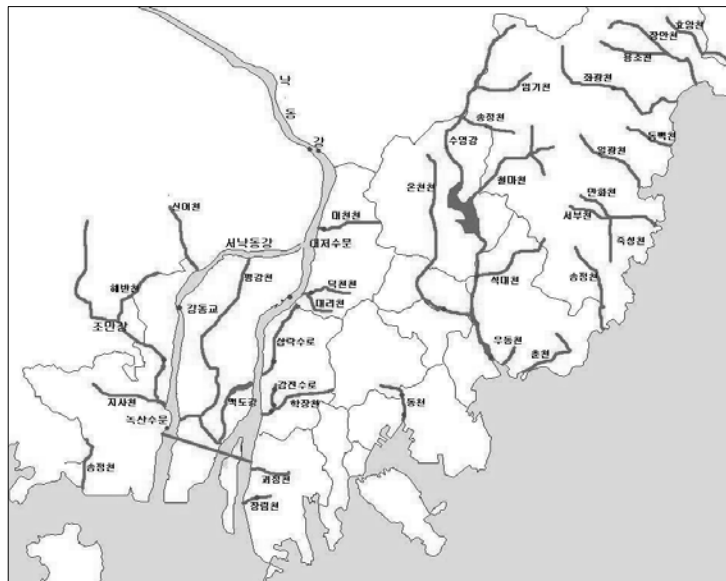 낙
동
강
효암천
장안천
용소천
화광천
임기천
송정천
수영강
동백천
일광천
온천천
철마천
만화천
서부천
죽성천
송정천
신어천
대천천
서낙동강
대저수문
평강천
해반천
조만강
강동교
덕천천
대리천
석대천
삼락수로
우동천
춘천
감전수로
학장천
맥도강
동천
지사천
녹산수문
송정천
괴정천
장림천